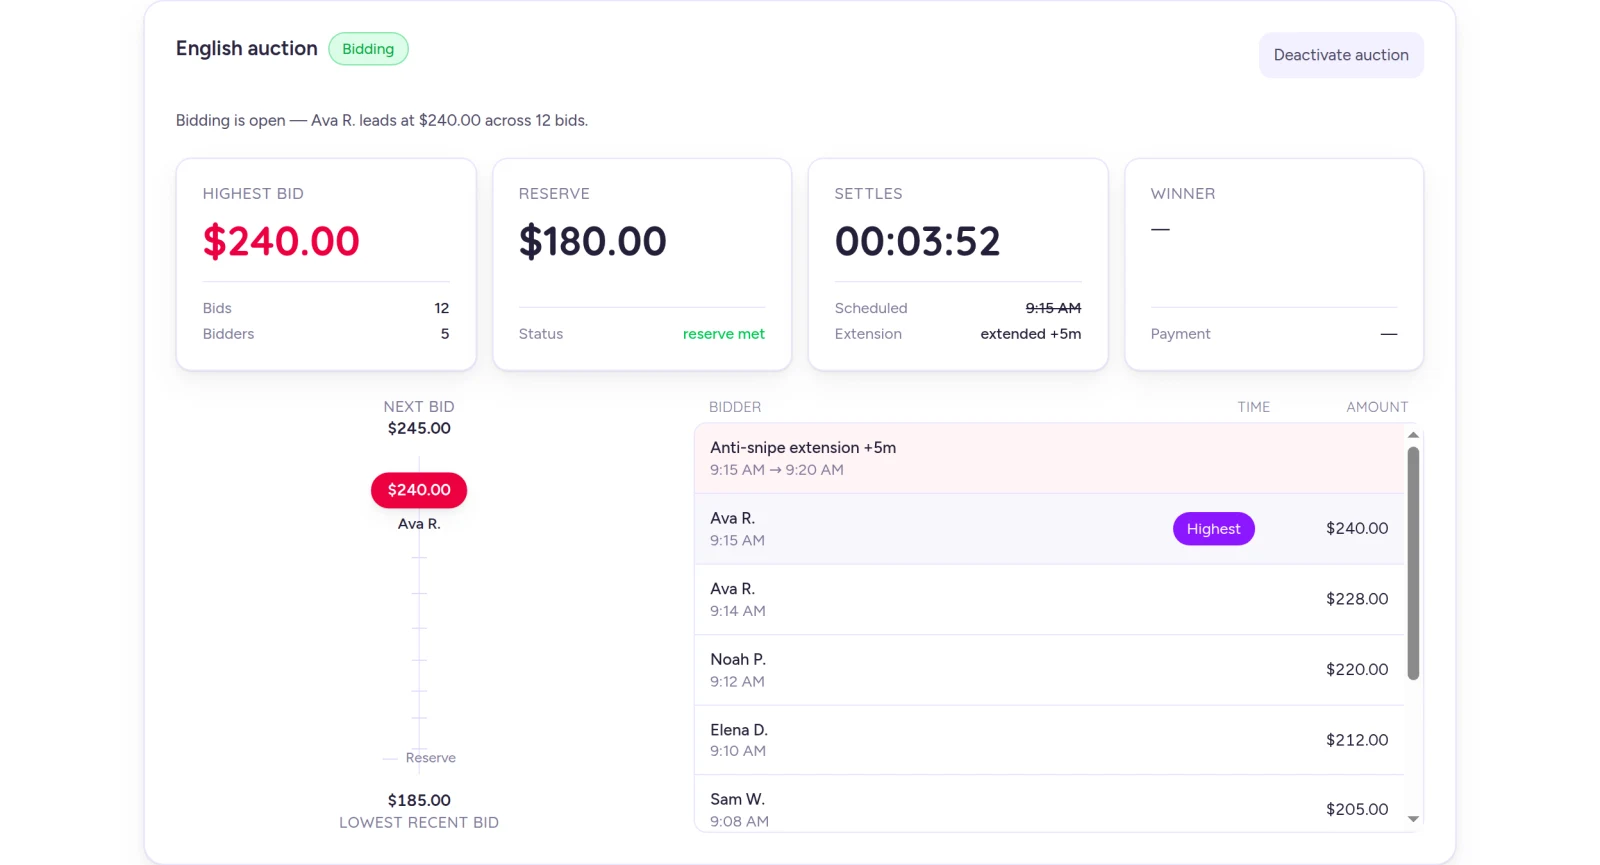 English auction Bidding
Deactivate auction
Bidding is open — Ava R. leads at $240.00 across 12 bids.
HIGHEST BID
$240.00
Bids 12
Bidders 5
RESERVE
$180.00
Status reserve met
SETTLES
00:03:52
Scheduled 9:15 AM
Extension extended +5m
WINNER
—
Payment —
NEXT BID
$245.00
$240.00
Ava R.
Reserve
$185.00
LOWEST RECENT BID
BIDDER TIME AMOUNT
Anti-snipe extension +5m
9:15 AM → 9:20 AM
Ava R.
9:15 AM
Highest $240.00
Ava R.
9:14 AM
$228.00
Noah P.
9:12 AM
$220.00
Elena D.
9:10 AM
$212.00
Sam W.
9:08 AM
$205.00